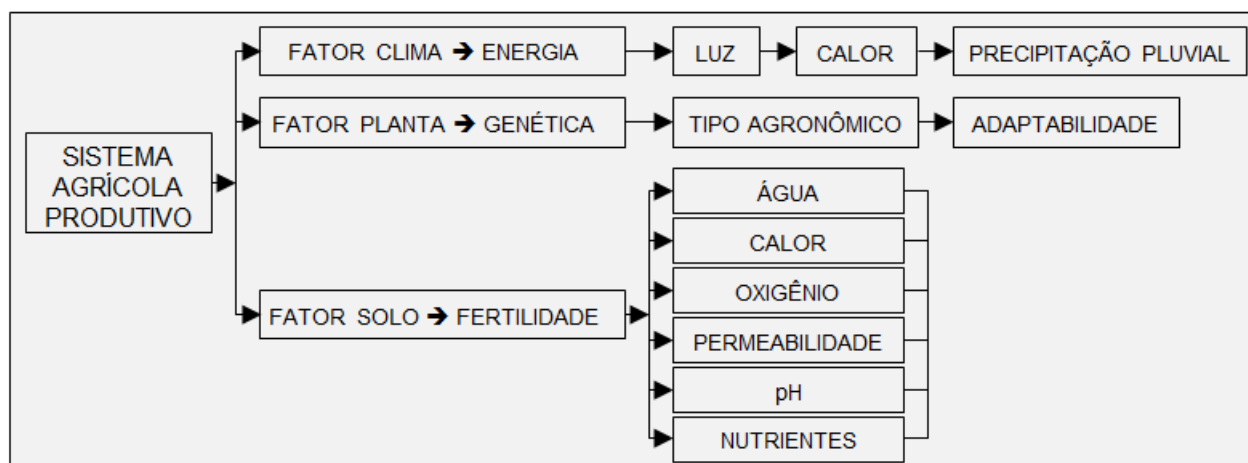 FATOR CLIMA ➔ ENERGIA
LUZ
CALOR
PRECIPITAÇÃO PLUVIAL
FATOR PLANTA ➔ GENÉTICA
TIPO AGRONÔMICO
ADAPTABILIDADE
SISTEMA
AGRÍCOLA
PRODUTIVO
FATOR SOLO ➔ FERTILIDADE
ÁGUA
CALOR
OXIGÊNIO
PERMEABILIDADE
pH
NUTRIENTES